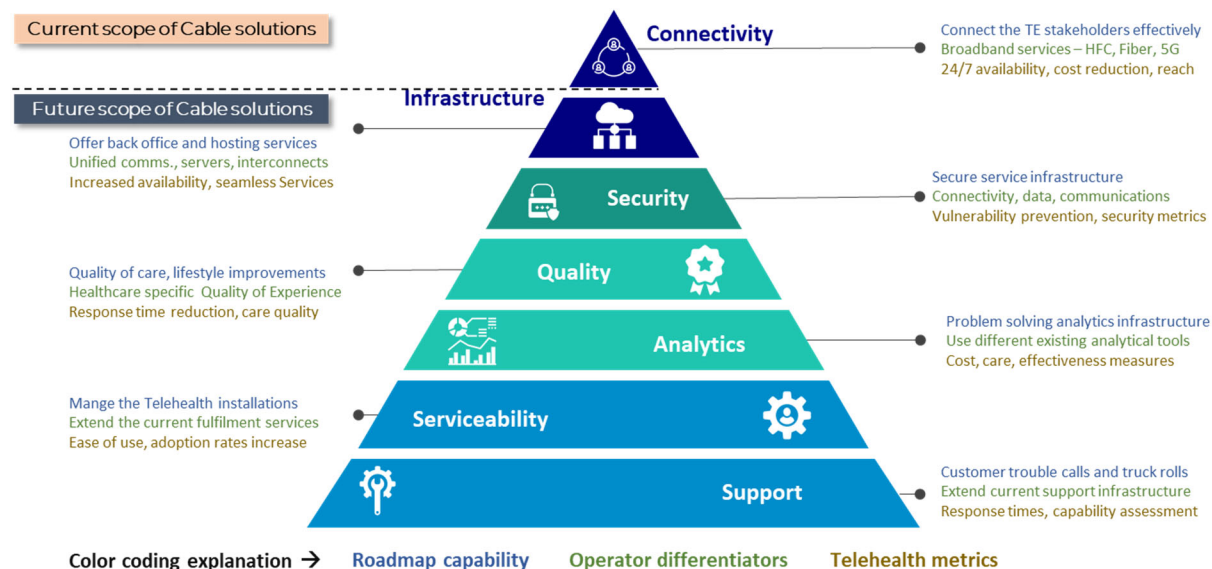 Current scope of Cable solutions
Connectivity
Connect the TE stakeholders effectively
Broadband services – HFC, Fiber, 5G
24/7 availability, cost reduction, reach
Future scope of Cable solutions
Infrastructure
Offer back office and hosting services
Unified comms., servers, interconnects
Increased availability, seamless Services
Security
Secure service infrastructure
Connectivity, data, communications
Vulnerability prevention, security metrics
Quality of care, lifestyle improvements
Healthcare specific Quality of Experience
Response time reduction, care quality
Quality
Analytics
Problem solving analytics infrastructure
Use different existing analytical tools
Cost, care, effectiveness measures
Mange the Telehealth installations
Extend the current fulfilment services
Ease of use, adoption rates increase
Serviceability
Support
Customer trouble calls and truck rolls
Extend current support infrastructure
Response times, capability assessment
Color coding explanation → Roadmap capability Operator differentiators Telehealth metrics